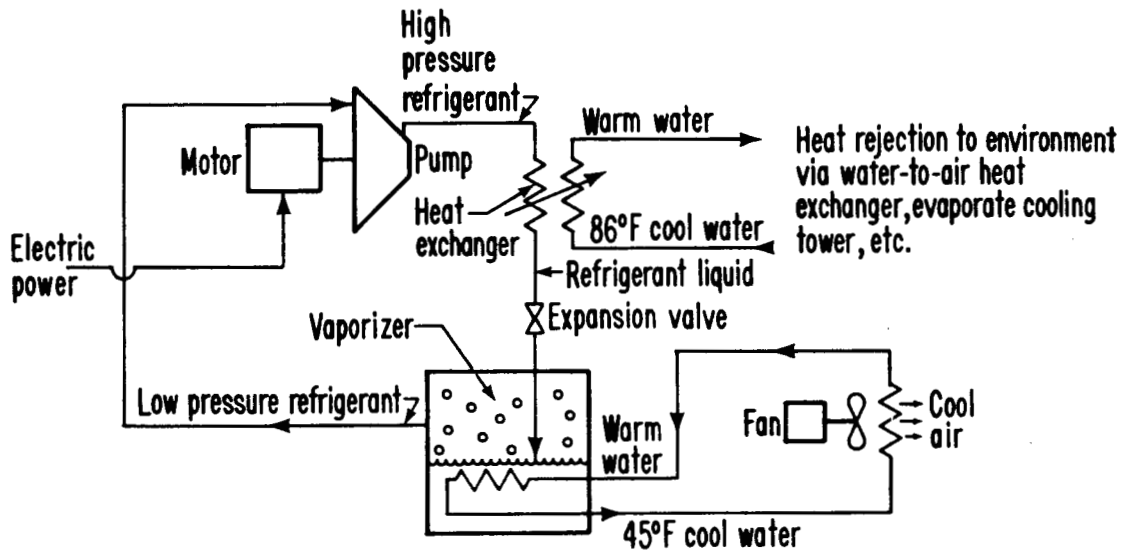 High
pressure
refrigerant
Warm water
Heat rejection to environment
via water-to-air heat
exchanger, evaporate cooling
tower, etc.
Motor
Pump
Heat
exchanger
86°F cool water
Electric
power
Refrigerant liquid
Expansion valve
Vaporizer
Low pressure refrigerant
Warm
water
Fan
Cool
air
45°F cool water